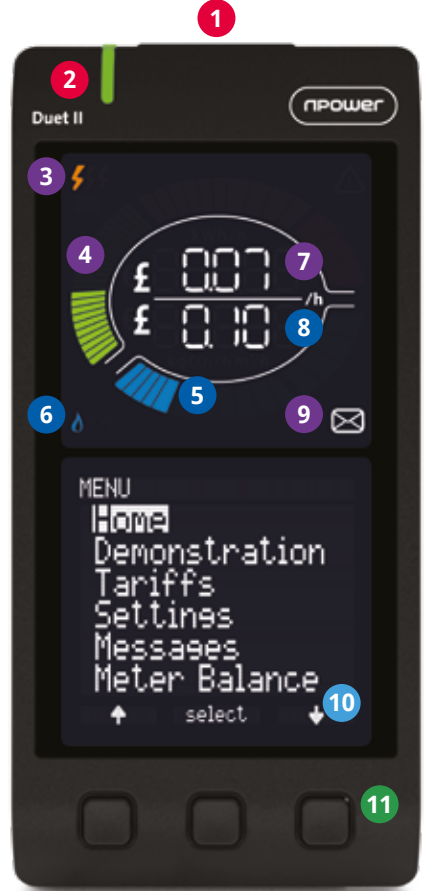 1
2
Duet II
npower
3
4
£ 0.07 7
/h
£ 0.10 8
5
6
9
MENU
Home
Demonstration
Tariffs
Settings
Messages
Meter Balance
select
10
11